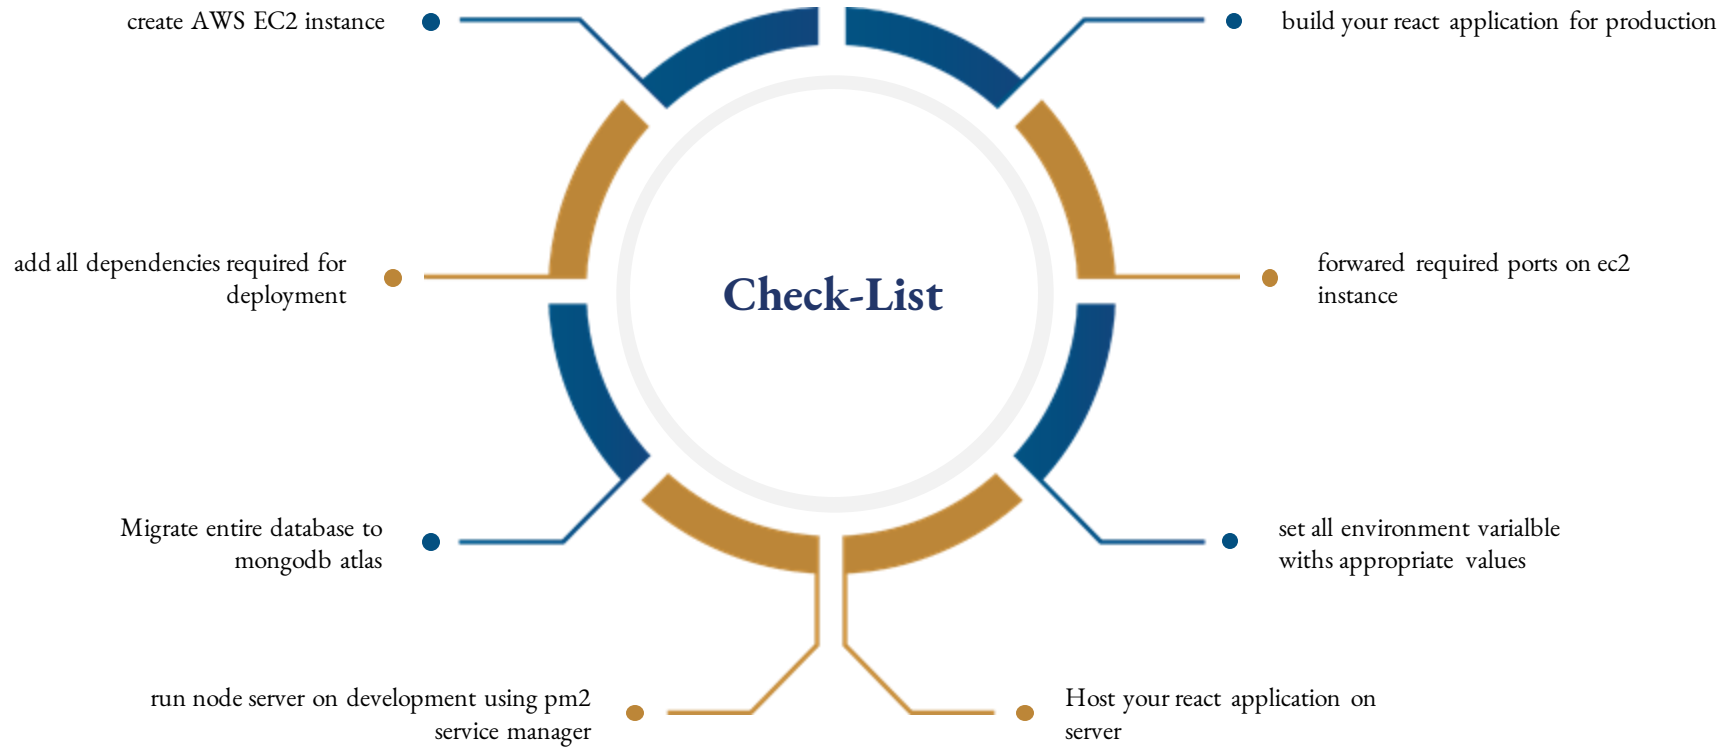 create AWS EC2 instance
build your react application for production
add all dependencies required for
deployment
forwared required ports on ec2
instance
Check-List
Migrate entire database to
mongodb atlas
set all environment varialble
withs appropriate values
run node server on development using pm2
service manager
Host your react application on
server